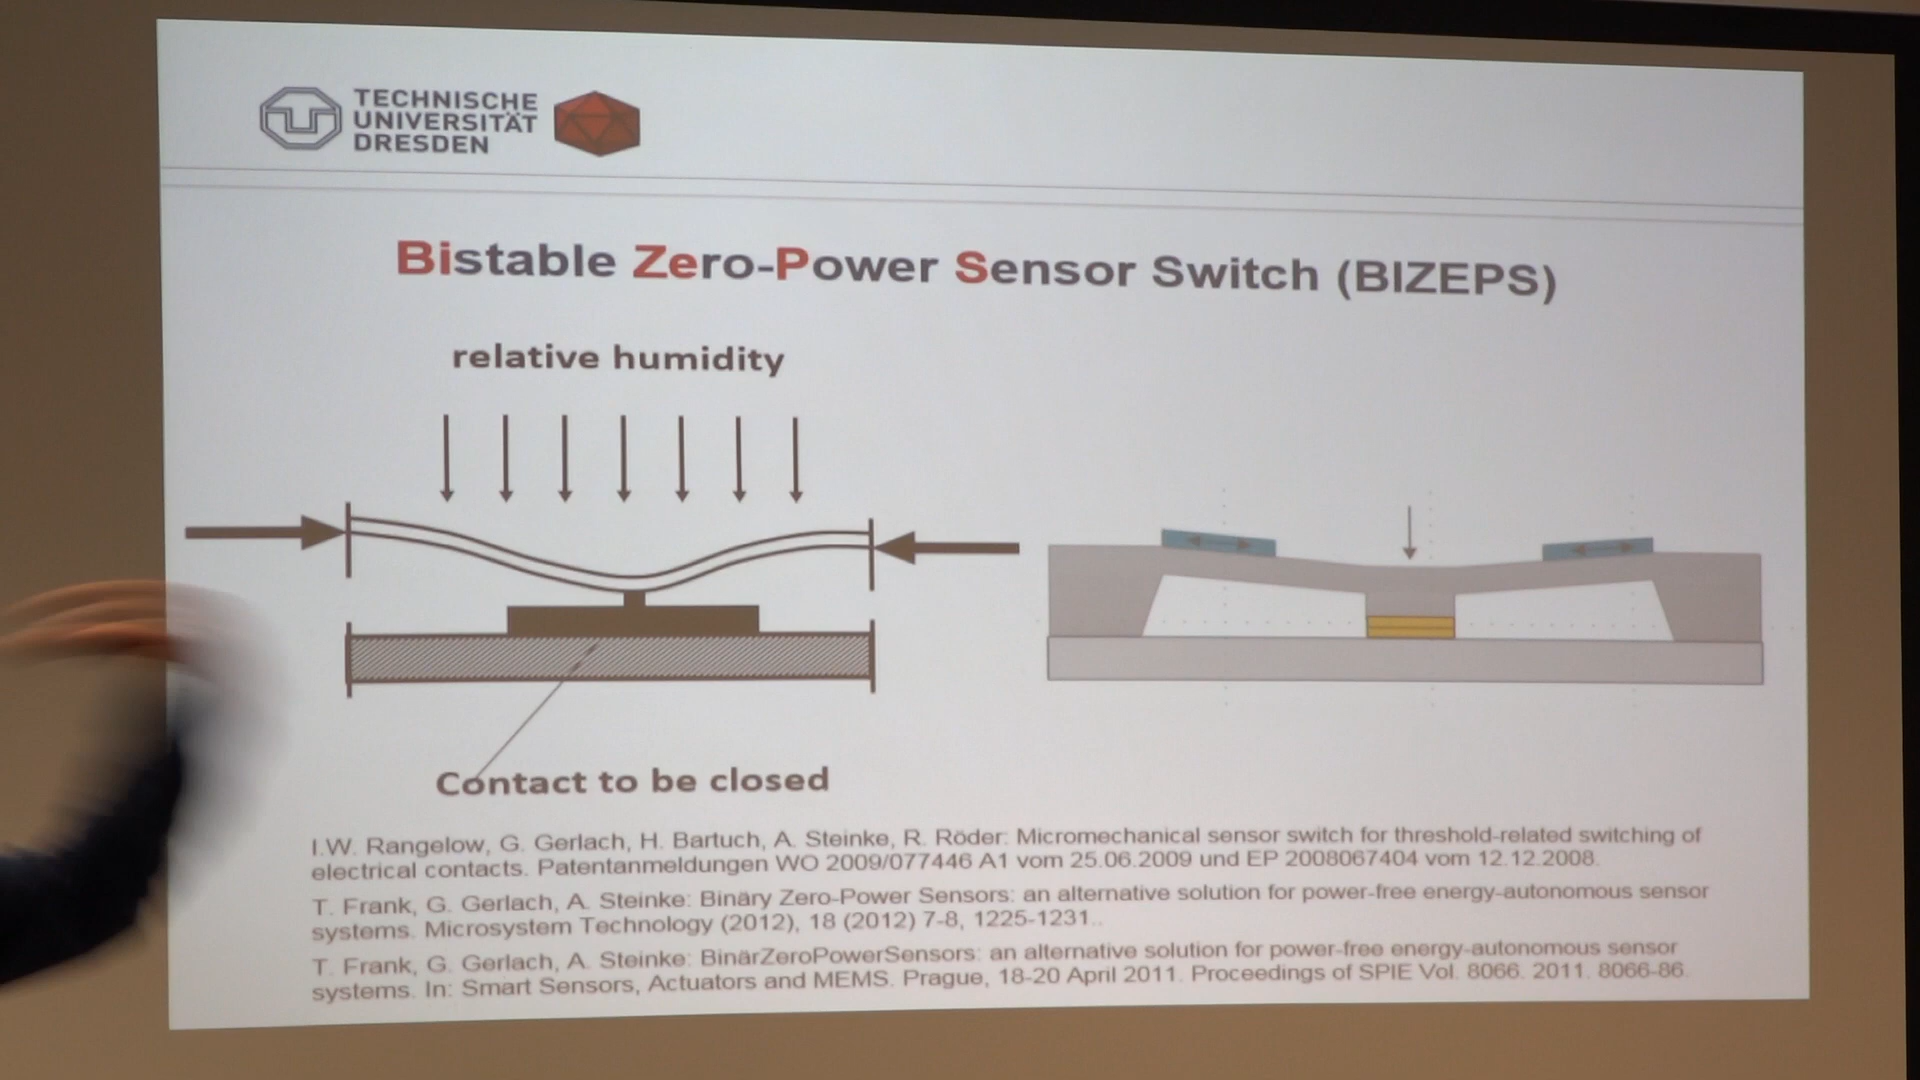 TECHNISCHE
UNIVERSITÄT
DRESDEN
Bistable Zero-Power Sensor Switch (BIZEPS)
relative humidity
Contact to be closed
I.W. Rangelow, G. Gerlach, H. Bartuch, A. Steinke, R. Röder: Micromechanical sensor switch for threshold-related switching of
electrical contacts. Patentanmeldungen WO 2009/077446 A1 vom 25.06.2009 und EP 2008067404 vom 12.12.2008.
T. Frank, G. Gerlach, A. Steinke: Binäry Zero-Power Sensors: an alternative solution for power-free energy-autonomous sensor
systems. Microsystem Technology (2012), 18 (2012) 7-8, 1225-1231..
T. Frank, G. Gerlach, A. Steinke: BinärZeroPowerSensors: an alternative solution for power-free energy-autonomous sensor
systems. In: Smart Sensors, Actuators and MEMS. Prague, 18-20 April 2011. Proceedings of SPIE Vol. 8066. 2011. 8066-86.